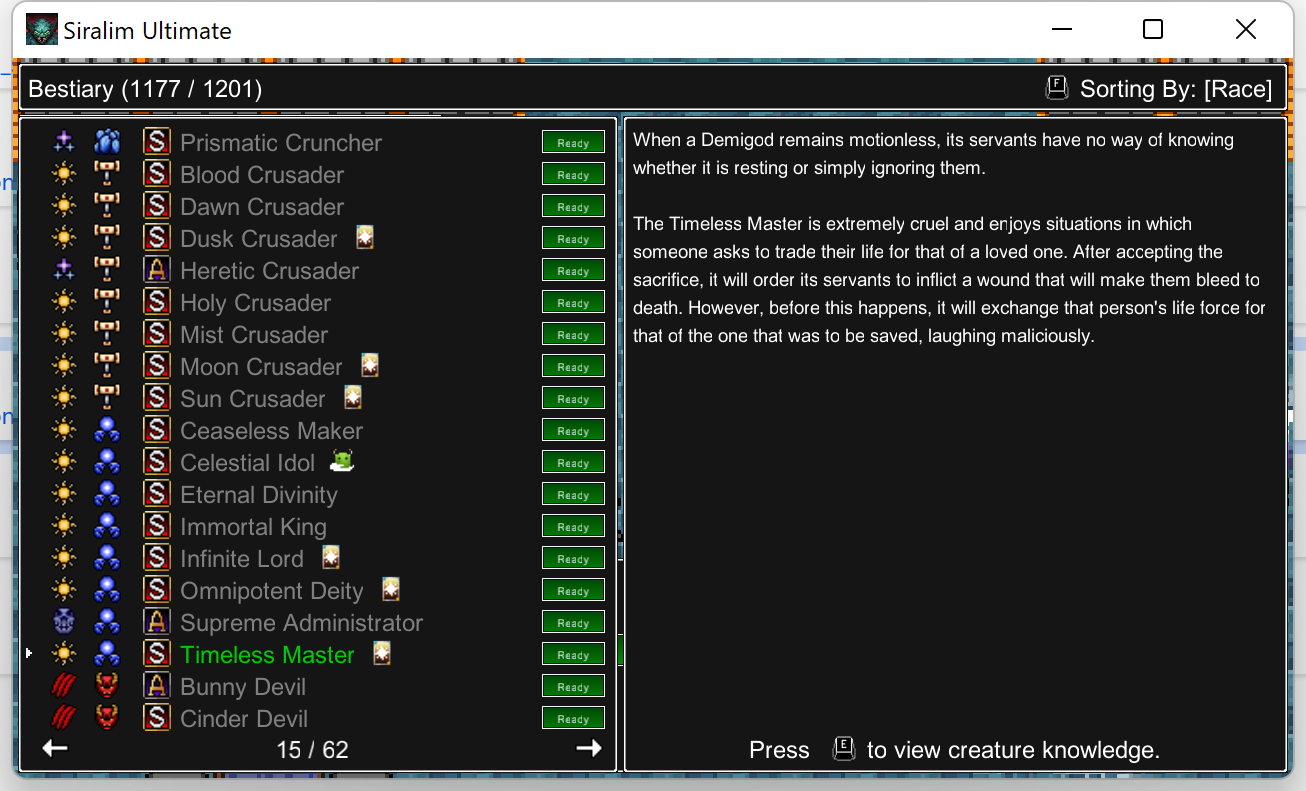 Siralim Ultimate
Bestiary (1177 / 1201)
F Sorting By: [Race]
S Prismatic Cruncher Ready
S Blood Crusader Ready
S Dawn Crusader Ready
S Dusk Crusader Ready
A Heretic Crusader Ready
S Holy Crusader Ready
S Mist Crusader Ready
S Moon Crusader Ready
S Sun Crusader Ready
S Ceaseless Maker Ready
S Celestial Idol Ready
S Eternal Divinity Ready
S Immortal King Ready
S Infinite Lord Ready
S Omnipotent Deity Ready
A Supreme Administrator Ready
S Timeless Master Ready
A Bunny Devil Ready
S Cinder Devil Ready
15 / 62
When a Demigod remains motionless, its servants have no way of knowing
whether it is resting or simply ignoring them.
The Timeless Master is extremely cruel and enjoys situations in which
someone asks to trade their life for that of a loved one. After accepting the
sacrifice, it will order its servants to inflict a wound that will make them bleed to
death. However, before this happens, it will exchange that person's life force for
that of the one that was to be saved, laughing maliciously.
Press E to view creature knowledge.